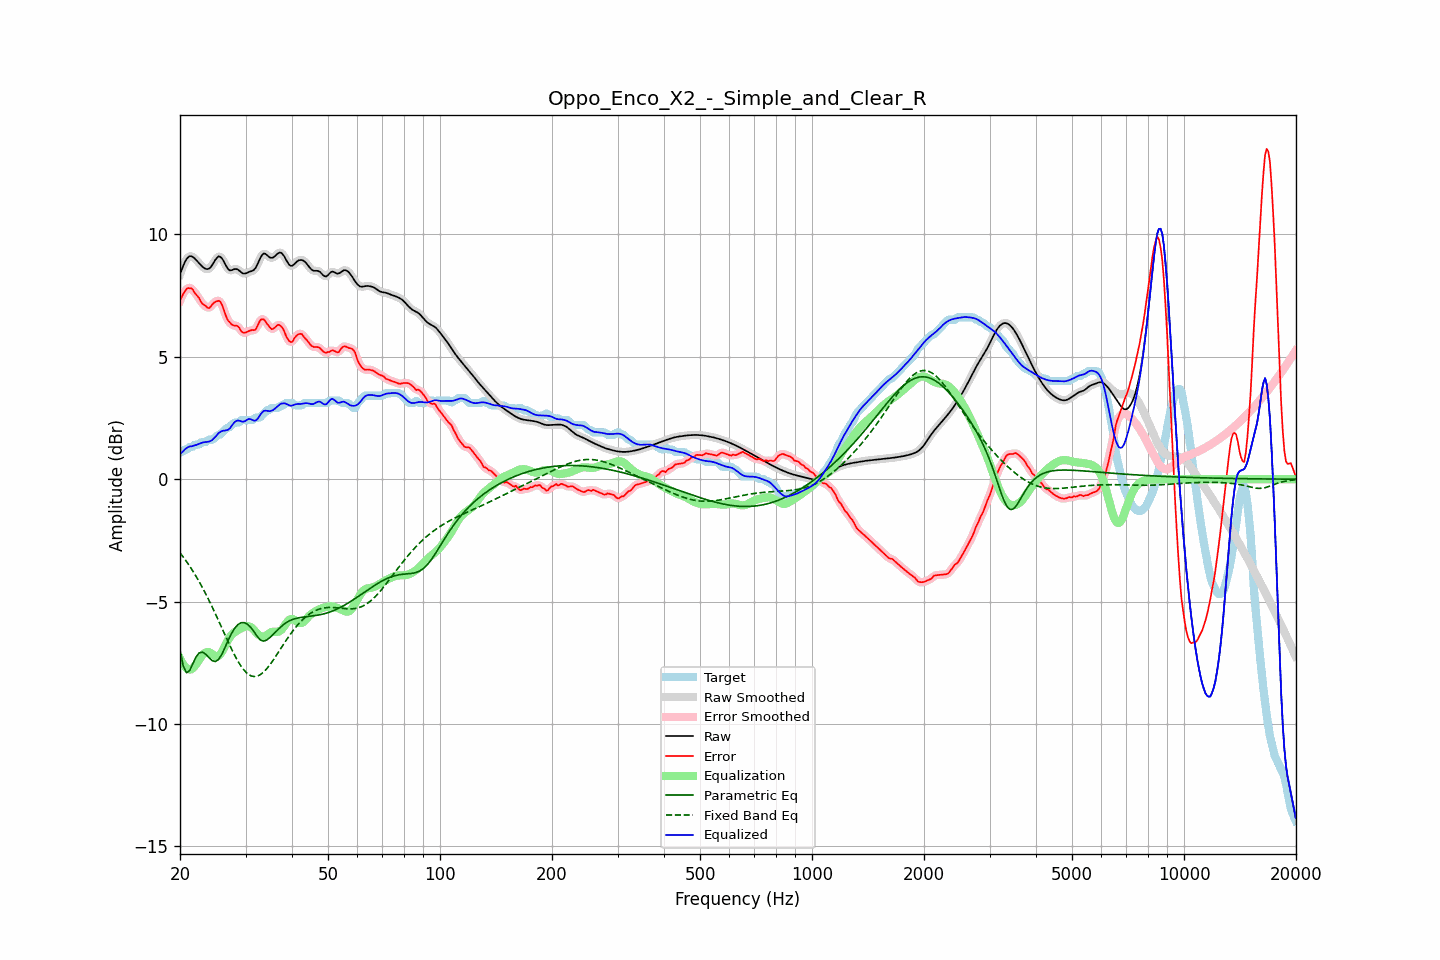 Oppo_Enco_X2_-_Simple_and_Clear_R
Amplitude (dBr)
10
5
0
−5
−10
−15
20
50
100
200
500
1000
2000
5000
10000
20000
Frequency (Hz)
Target
Raw Smoothed
Error Smoothed
Raw
Error
Equalization
Parametric Eq
Fixed Band Eq
Equalized